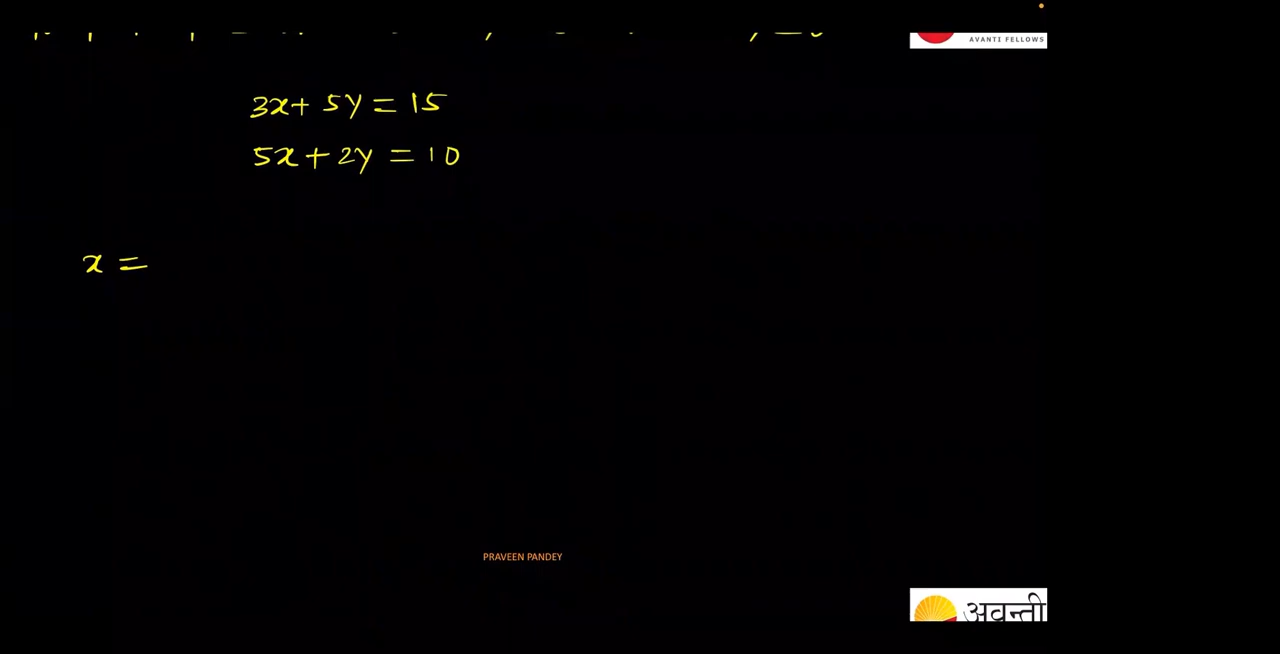 AVANTI FELLOWS
3x + 5y = 15
5x + 2y = 10
x =
PRAVEEN PANDEY
अवन्ती